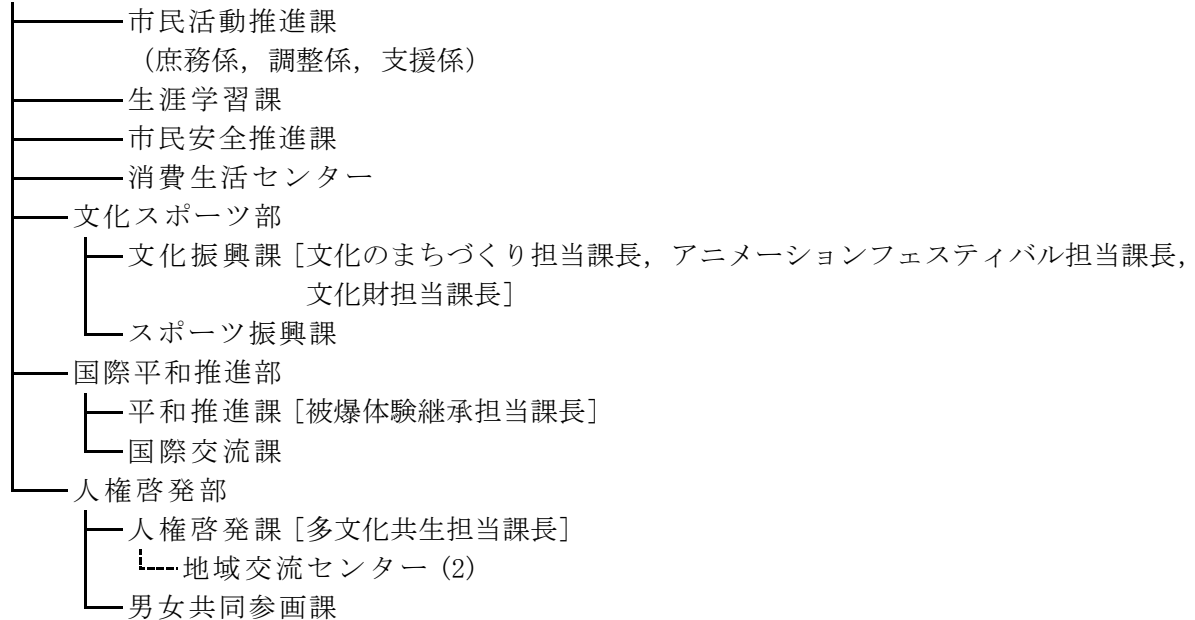 市民活動推進課
(庶務係,調整係,支援係)
生涯学習課
市民安全推進課
消費生活センター
文化スポーツ部
文化振興課[文化のまちづくり担当課長,アニメーションフェスティバル担当課長,
文化財担当課長]
スポーツ振興課
国際平和推進部
平和推進課[被爆体験継承担当課長]
国際交流課
人権啓発部
人権啓発課[多文化共生担当課長]
地域交流センター(2)
男女共同参画課